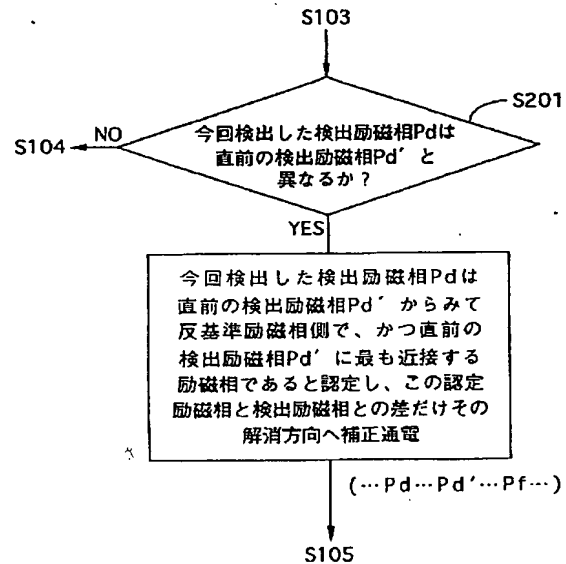 S103
S201
今回検出した検出励磁相Pdは
直前の検出励磁相Pd′と
異なるか？
NO
S104
YES
今回検出した検出励磁相Pdは
直前の検出励磁相Pd′からみて
反基準励磁相側で、かつ直前の
検出励磁相Pd′に最も近接する
励磁相であると認定し、この認定
励磁相と検出励磁相との差だけその
解消方向へ補正通電
(…Pd…Pd′…Pf…)
S105